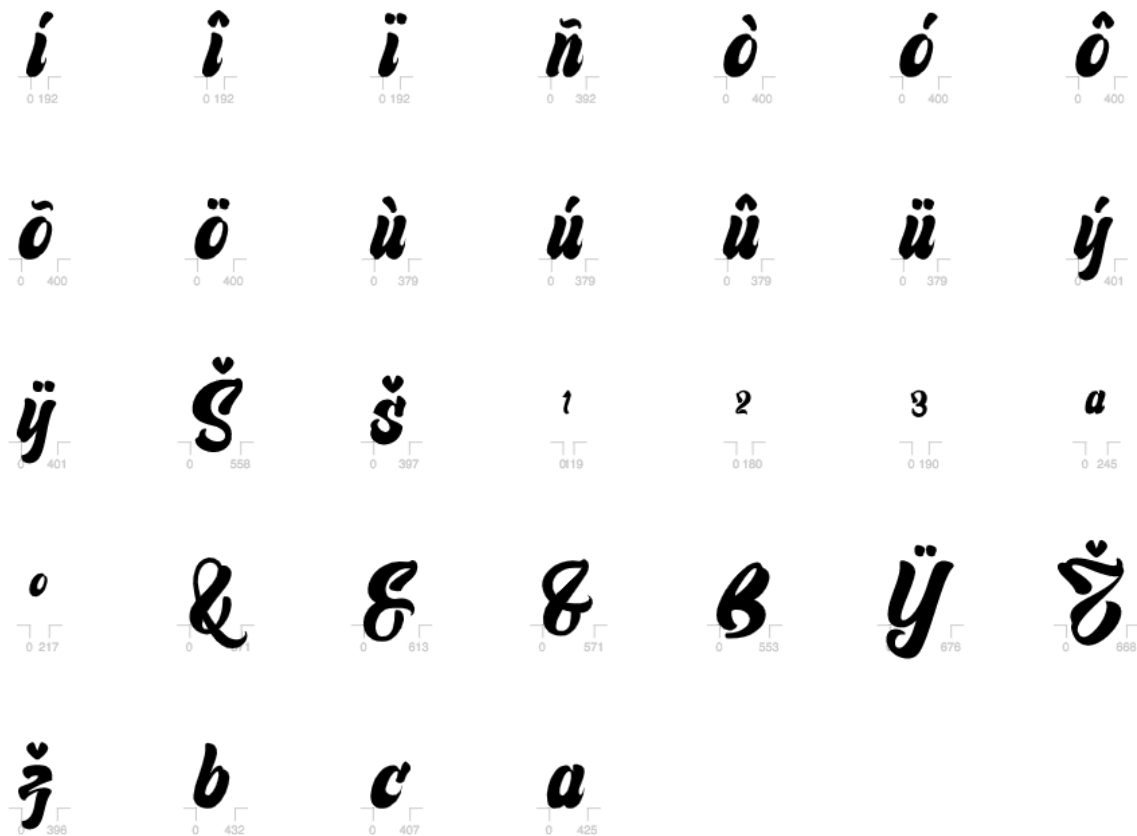 í î ï ñ ò ó ô
0 192 0 192 0 192 0 392 0 400 0 400 0 400
õ ö ù ú û ü ý
0 400 0 400 0 379 0 379 0 379 0 379 0 401
ÿ Š š 1 2 3 a
0 401 0 558 0 397 0 119 0 180 0 190 0 245
o & & & B Ÿ Ž
0 217 0 571 0 613 0 571 0 553 676 0 668
ž b c a
0 396 0 432 0 407 0 425